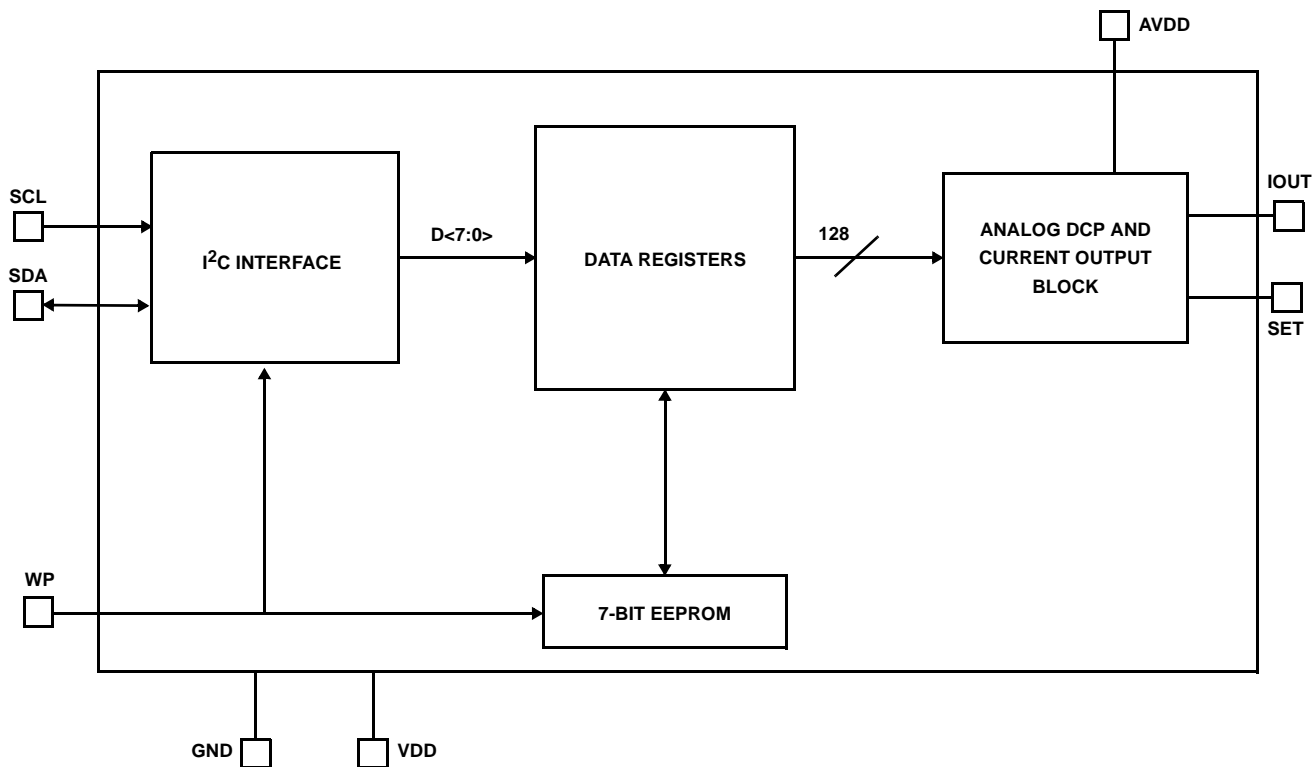 AVDD
SCL
IOUT
I²C INTERFACE
D<7:0>
DATA REGISTERS
128
ANALOG DCP AND
CURRENT OUTPUT
BLOCK
SDA
SET
WP
7-BIT EEPROM
GND
VDD